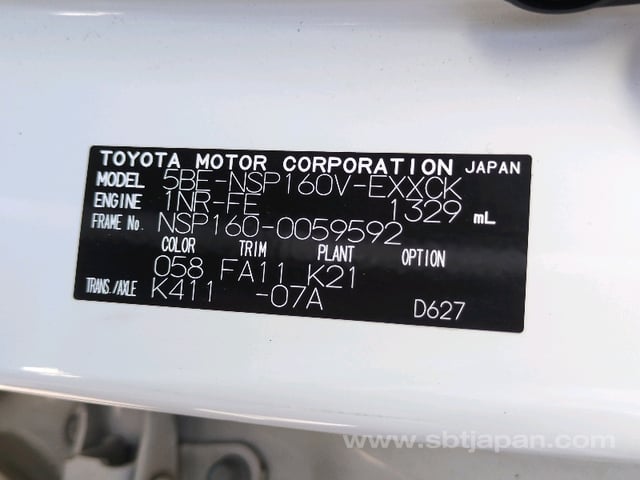 TOYOTA MOTOR CORPORATION JAPAN
MODEL 5BE-NSP160V-EXXCK
ENGINE 1NR-FE 1329 mL
FRAME No. NSP160-0059592
COLOR TRIM PLANT OPTION
058 FA11 K21
TRANS./AXLE K411 -07A D627
www.sbtjapan.com